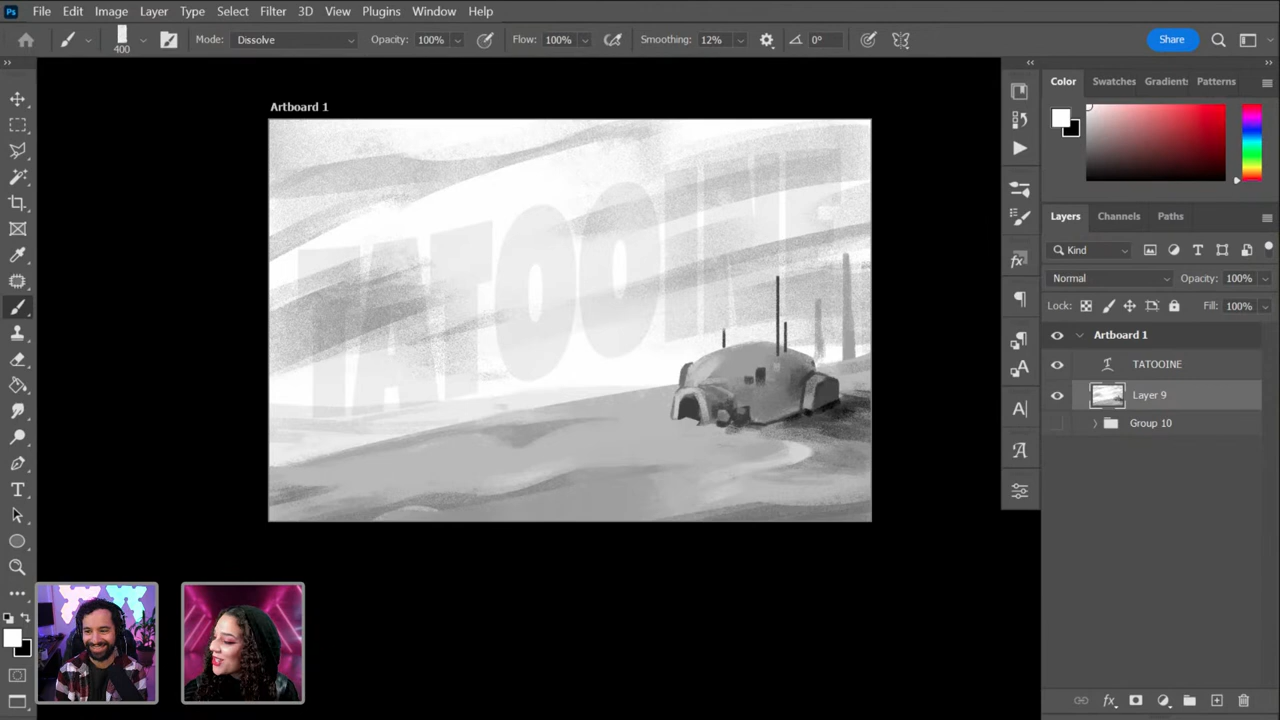 Ps File Edit Image Layer Type Select Filter 3D View Plugins Window Help
400 Mode: Dissolve Opacity: 100% Flow: 100% Smoothing: 12% 0° Share
Artboard 1
TATOOINE
Color Swatches Gradient: Patterns
Layers Channels Paths
Kind
Normal Opacity: 100%
Lock: Fill: 100%
Artboard 1
TATOOINE
Layer 9
Group 10